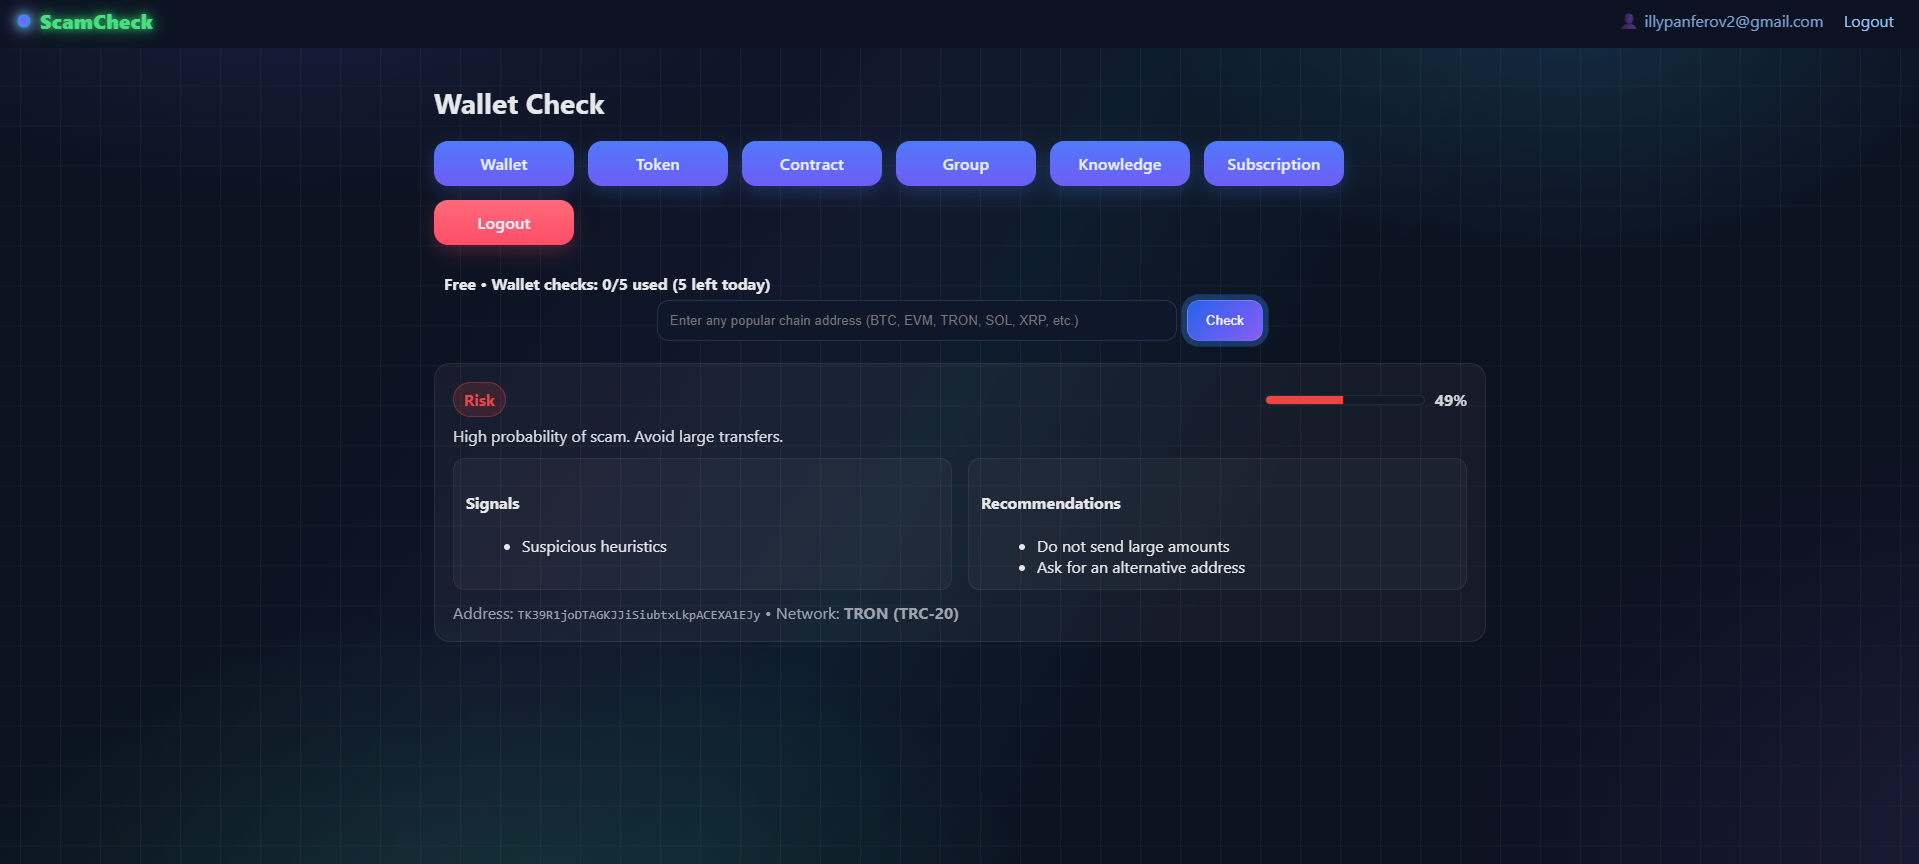 ScamCheck
illypanferov2@gmail.com Logout
Wallet Check
Wallet Token Contract Group Knowledge Subscription
Logout
Free • Wallet checks: 0/5 used (5 left today)
Enter any popular chain address (BTC, EVM, TRON, SOL, XRP, etc.) Check
Risk 49%
High probability of scam. Avoid large transfers.
Signals
• Suspicious heuristics
Recommendations
• Do not send large amounts
• Ask for an alternative address
Address: TK39R1joDTAGKJJiSiubtxLkpACEXA1EJy • Network: TRON (TRC-20)